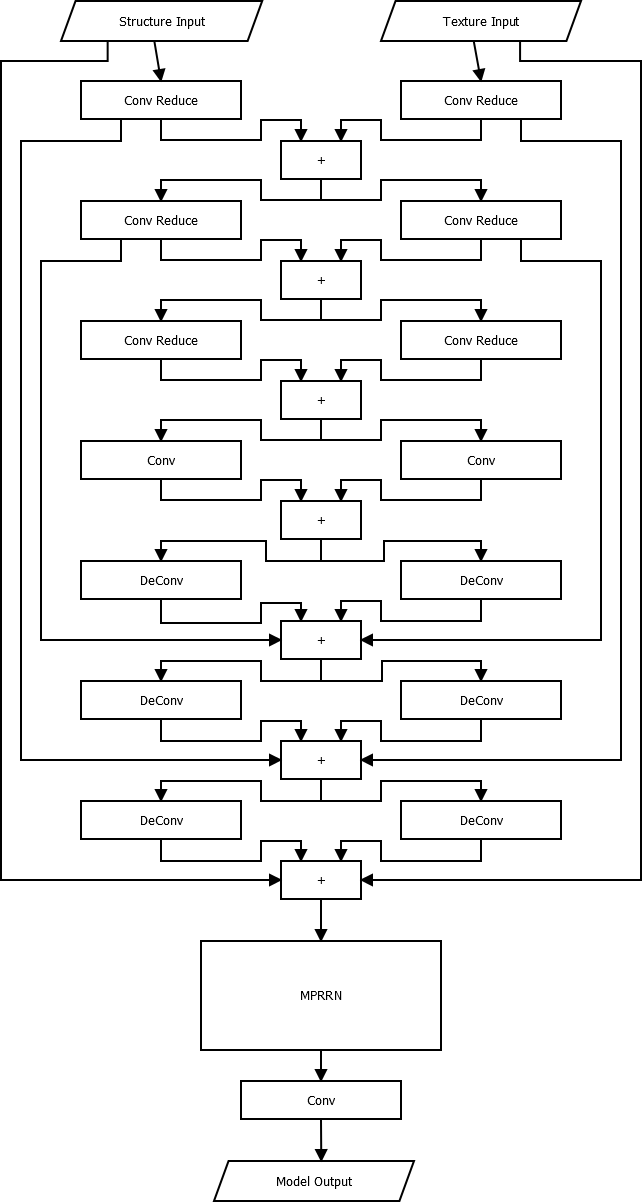 Structure Input
Texture Input
Conv Reduce
Conv Reduce
+
Conv Reduce
Conv Reduce
+
Conv Reduce
Conv Reduce
+
Conv
Conv
+
DeConv
DeConv
+
DeConv
DeConv
+
DeConv
DeConv
+
MPRRN
Conv
Model Output